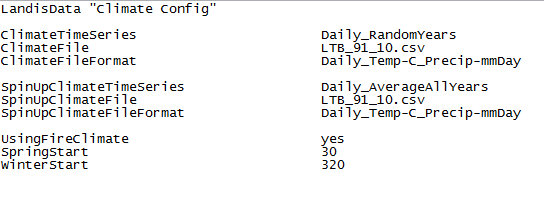 LandisData "Climate Config"
ClimateTimeSeries Daily_RandomYears
ClimateFile LTB_91_10.csv
ClimateFileFormat Daily_Temp-C_Precip-mmDay
SpinUpClimateTimeSeries Daily_AverageAllYears
SpinUpClimateFile LTB_91_10.csv
SpinUpClimateFileFormat Daily_Temp-C_Precip-mmDay
UsingFireClimate yes
SpringStart 30
WinterStart 320